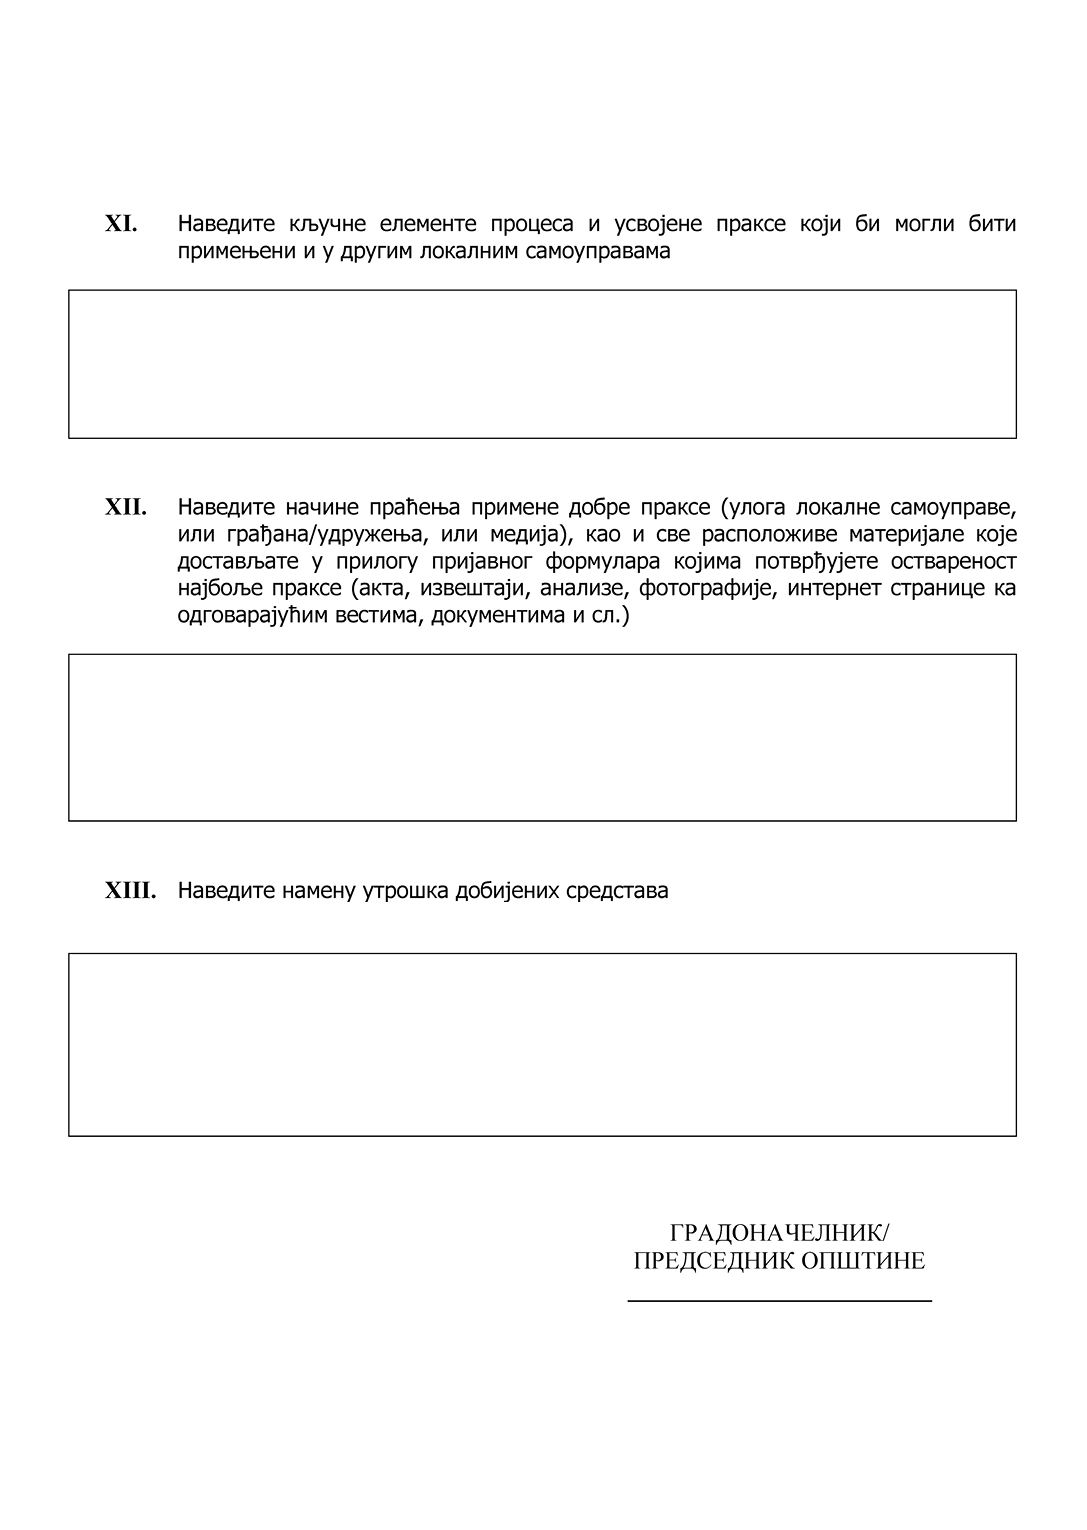 XI. Наведите кључне елементе процеса и усвојене праксе који би могли бити
примењени и у другим локалним самоуправама
XII. Наведите начине праћења примене добре праксе (улога локалне самоуправе,
или грађана/удружења, или медија), као и све расположиве материјале које
достављате у прилогу пријавног формулара којима потврђујете оствареност
најбоље праксе (акта, извештаји, анализе, фотографије, интернет странице ка
одговарајућим вестима, документима и сл.)
XIII. Наведите намену утрошка добијених средстава
ГРАДОНАЧЕЛНИК/
ПРЕДСЕДНИК ОПШТИНЕ